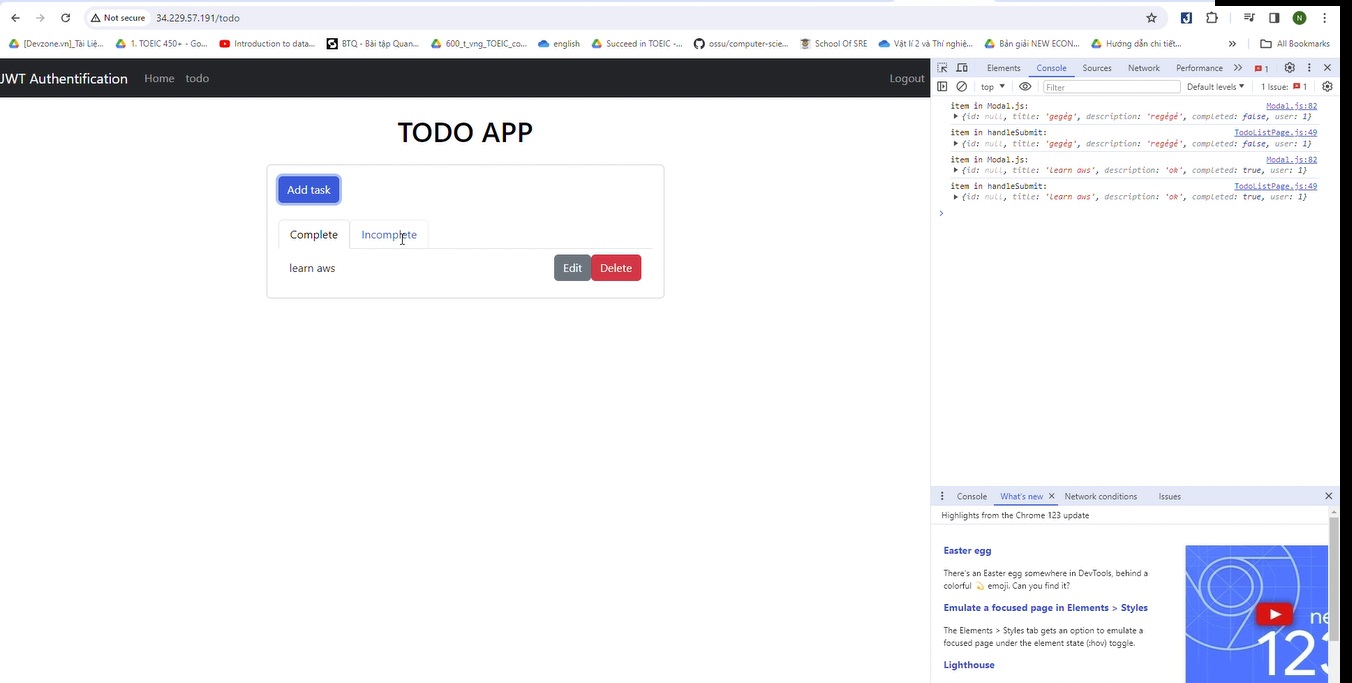 Not secure 34.229.57.191/todo N
[Devzone.vn]_Tài Liệ... 1. TOEIC 450+ - Go... Introduction to data... BTQ - Bài tập Quan... 600_t_vng_TOEIC_co... english Succeed in TOEIC -... ossu/computer-scie... School Of SRE Vật lí 2 và Thí nghiệ... Bản giải NEW ECON... Hướng dẫn chi tiết... » All Bookmarks
JWT Authentification Home todo Logout
TODO APP
Add task
Complete Incomplete
learn aws Edit Delete
Elements Console Sources Network Performance » 1
top Filter Default levels 1 Issue: 1
item in Modal.js: Modal.js:82
{id: null, title: 'gegég', description: 'regégé', completed: false, user: 1}
item in handleSubmit: TodoListPage.js:49
{id: null, title: 'gegég', description: 'regégé', completed: false, user: 1}
item in Modal.js: Modal.js:82
{id: null, title: 'learn aws', description: 'ok', completed: true, user: 1}
item in handleSubmit: TodoListPage.js:49
{id: null, title: 'learn aws', description: 'ok', completed: true, user: 1}
Console What's new Network conditions Issues
Highlights from the Chrome 123 update
Easter egg
There's an Easter egg somewhere in DevTools, behind a
colorful 💫 emoji. Can you find it?
Emulate a focused page in Elements > Styles
The Elements > Styles tab gets an option to emulate a
focused page under the element state (:hov) toggle.
Lighthouse
ne
123